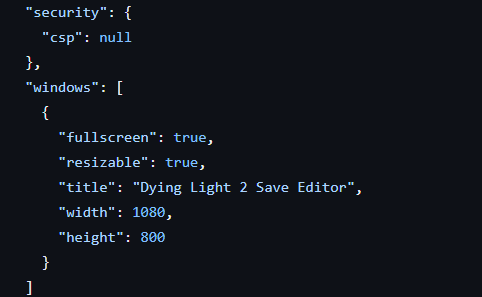 "security": {
"csp": null
},
"windows": [
{
"fullscreen": true,
"resizable": true,
"title": "Dying Light 2 Save Editor",
"width": 1080,
"height": 800
}
]